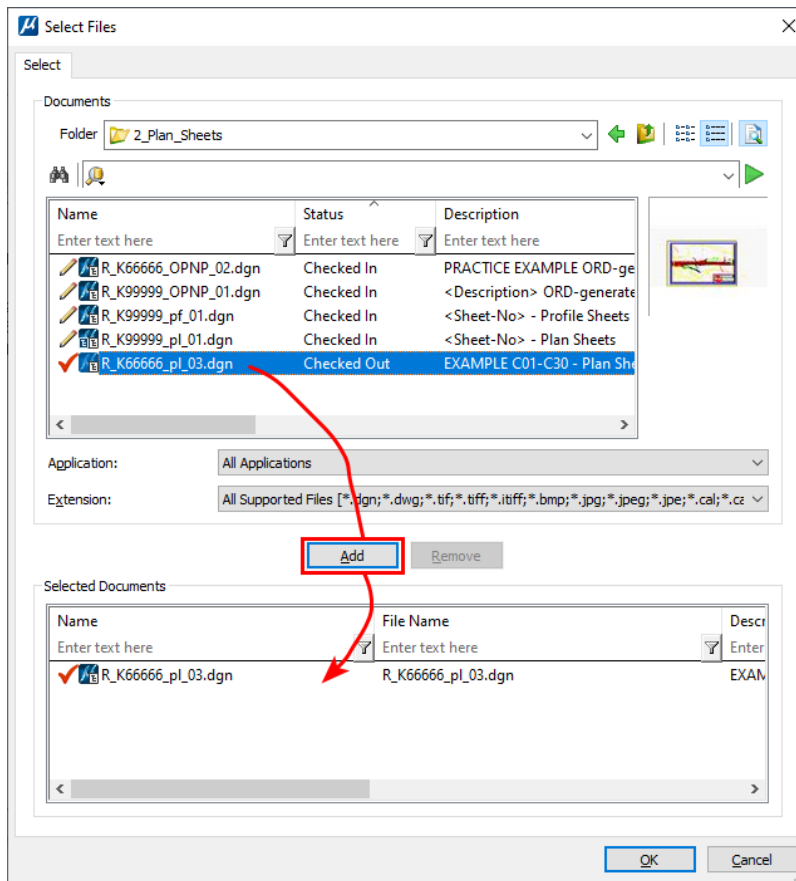 Select Files
Select
Documents
Folder 2_Plan_Sheets
Name Status Description
Enter text here Enter text here Enter text here
R_K66666_OPNP_02.dgn Checked In PRACTICE EXAMPLE ORD-ge
R_K99999_OPNP_01.dgn Checked In <Description> ORD-generate
R_K99999_pf_01.dgn Checked In <Sheet-No> - Profile Sheets
R_K99999_pl_01.dgn Checked In <Sheet-No> - Plan Sheets
R_K66666_pl_03.dgn Checked Out EXAMPLE C01-C30 - Plan She
Application: All Applications
Extension: All Supported Files [*.dgn;*.dwg;*.tif;*.tiff;*.itiff;*.bmp;*.jpg;*.jpeg;*.jpe;*.cal;*.ca
Add Remove
Selected Documents
Name File Name Descr
Enter text here Enter text here Enter
R_K66666_pl_03.dgn R_K66666_pl_03.dgn EXAM
OK Cancel